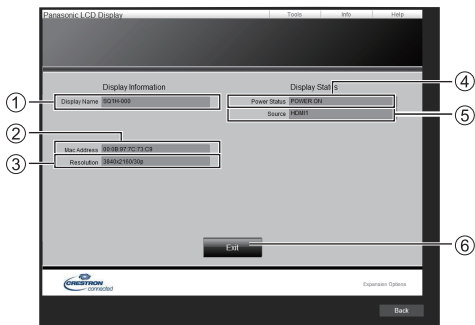 Panasonic LCD Display
Tools Info Help
Display Information
Display Status
④
① Display Name SQ1H-000
Power Status POWER ON
Source HDMI1
⑤
②
Mac Address 00:0B:97:7C:73:C9
③ Resolution 3840x2160/30p
Exit
⑥
CRESTRON
connected
Expansion Options
Back